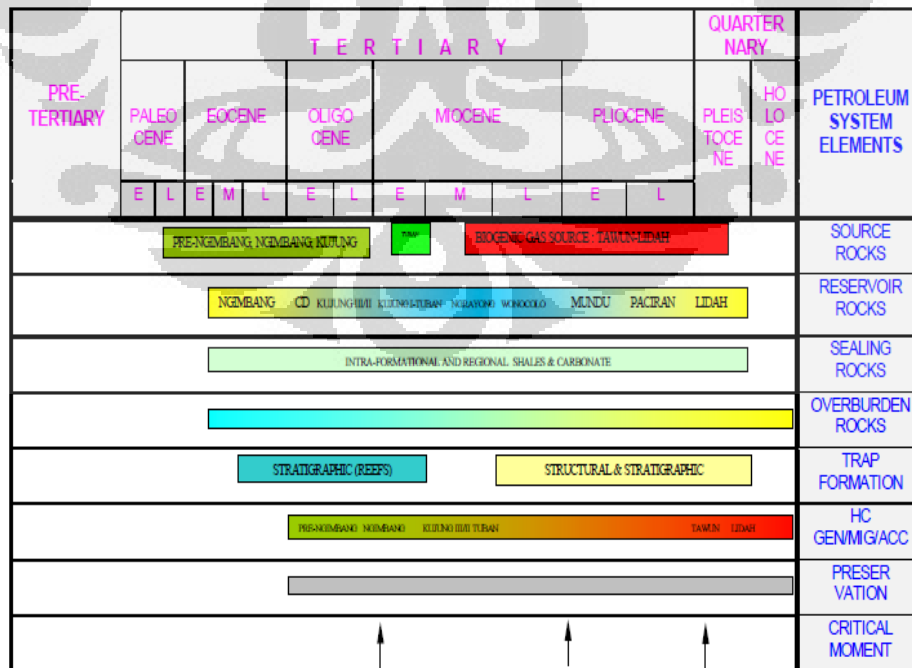 QUARTER
NARY
T E R T I A R Y
PRE-
TERTIARY
PALEO
CENE
EOCENE
OLIGO
CENE
MIOCENE
PLIOCENE
PLEIS
TOCE
NE
HO
LO
CE
NE
PETROLEUM
SYSTEM
ELEMENTS
E L E M L E L E M L E L
PRE-NGIMBANG, NGIMBANG, KUJUNG
BIOGENIC GAS SOURCE : TAWUN-LIDAH
SOURCE
ROCKS
NGIMBANG CD KUJUNG III/II KUJUNG I-TUBAN NGRAYONG WONOCOLO MUNDU PACIRAN LIDAH
RESERVOIR
ROCKS
INTRA-FORMATIONAL AND REGIONAL SHALES & CARBONATE
SEALING
ROCKS
OVERBURDEN
ROCKS
STRATIGRAPHIC (REEFS)
STRUCTURAL & STRATIGRAPHIC
TRAP
FORMATION
PRE-NGIMBANG NGIMBANG KUJUNG III/II TUBAN TAWUN LIDAH
HC
GEN/MIG/ACC
PRESER
VATION
CRITICAL
MOMENT